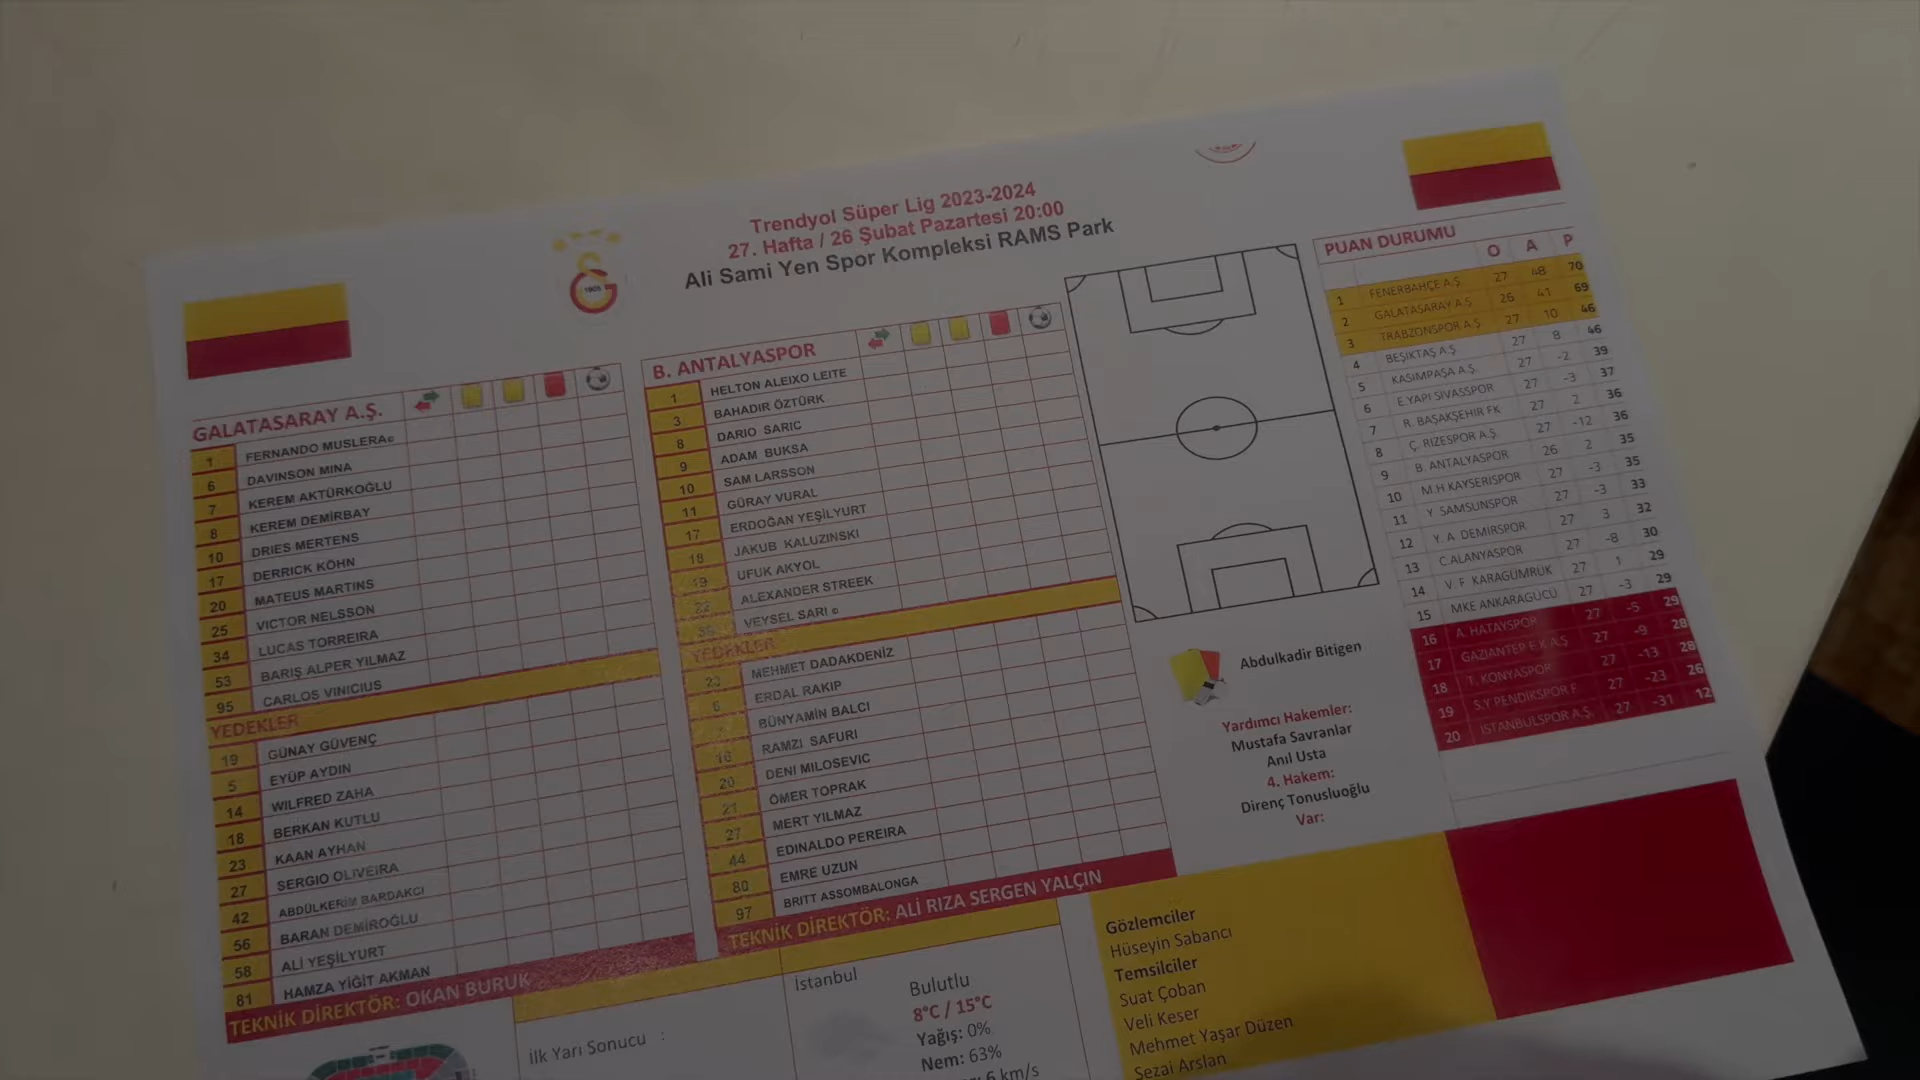 Trendyol Süper Lig 2023-2024
27. Hafta / 26 Şubat Pazartesi 20:00
Ali Sami Yen Spor Kompleksi RAMS Park
1905
GALATASARAY A.Ş.
1 FERNANDO MUSLERA©
6 DAVINSON MINA
7 KEREM AKTÜRKOĞLU
8 KEREM DEMİRBAY
10 DRIES MERTENS
17 DERRICK KÖHN
20 MATEUS MARTINS
25 VICTOR NELSSON
34 LUCAS TORREIRA
53 BARIŞ ALPER YILMAZ
95 CARLOS VINICIUS
YEDEKLER
19 GÜNAY GÜVENÇ
5 EYÜP AYDIN
14 WILFRED ZAHA
18 BERKAN KUTLU
23 KAAN AYHAN
27 SERGIO OLIVEIRA
42 ABDÜLKERİM BARDAKCI
56 BARAN DEMİROĞLU
58 ALİ YEŞİLYURT
81 HAMZA YİĞİT AKMAN
TEKNİK DİREKTÖR: OKAN BURUK
B. ANTALYASPOR
1 HELTON ALEIXO LEITE
3 BAHADIR ÖZTÜRK
8 DARIO SARIC
9 ADAM BUKSA
10 SAM LARSSON
11 GÜRAY VURAL
17 ERDOĞAN YEŞİLYURT
18 JAKUB KALUZINSKI
19 UFUK AKYOL
22 ALEXANDER STREEK
VEYSEL SARI ©
YEDEKLER
23 MEHMET DADAKDENİZ
6 ERDAL RAKIP
BÜNYAMİN BALCI
16 RAMZI SAFURI
20 DENI MILOSEVIC
21 ÖMER TOPRAK
27 MERT YILMAZ
44 EDINALDO PEREIRA
80 EMRE UZUN
97 BRITT ASSOMBALONGA
TEKNİK DİREKTÖR: ALİ RIZA SERGEN YALÇIN
PUAN DURUMU
O A P
1 FENERBAHÇE A.Ş. 27 48 70
2 GALATASARAY A.Ş. 26 41 69
3 TRABZONSPOR A.Ş. 27 10 46
4 BEŞİKTAŞ A.Ş. 27 8 46
5 KASIMPAŞA A.Ş. 27 -2 39
6 E.YAPI SİVASSPOR 27 -3 37
7 R. BAŞAKŞEHİR FK 27 2 36
8 Ç. RİZESPOR A.Ş. 27 -12 36
9 B. ANTALYASPOR 26 2 35
10 M.H KAYSERİSPOR 27 -3 35
11 Y. SAMSUNSPOR 27 -3 33
12 Y. A. DEMİRSPOR 27 3 32
13 C.ALANYASPOR 27 -8 30
14 V. F. KARAGÜMRÜK 27 1 29
15 MKE ANKARAGÜCÜ 27 -3 29
16 A. HATAYSPOR 27 -5 29
17 GAZİANTEP F.K A.Ş. 27 -9 28
18 T. KONYASPOR 27 -13 28
19 S.Y PENDİKSPOR F. 27 -23 26
20 İSTANBULSPOR A.Ş. 27 -31 12
Abdulkadir Bitigen
Yardımcı Hakemler:
Mustafa Savranlar
Anıl Usta
4. Hakem:
Direnç Tonusluoğlu
Var:
Gözlemciler
Hüseyin Sabancı
Temsilciler
Suat Çoban
Veli Keser
Mehmet Yaşar Düzen
Sezai Arslan
İlk Yarı Sonucu :
İstanbul
Bulutlu
8°C / 15°C
Yağış: 0%
Nem: 63%
6 km/s